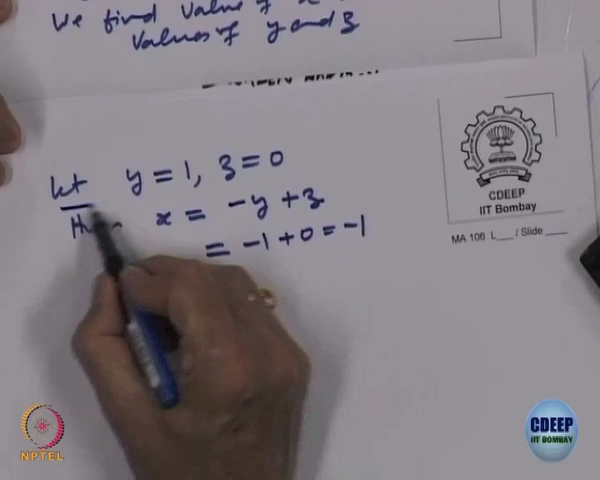 We find value of x
values of y and z
Let y = 1, z = 0
then x = -y + z
= -1 + 0 = -1
CDEEP
IIT Bombay
MA 106 L___ / Slide ___
NPTEL
CDEEP
IIT BOMBAY